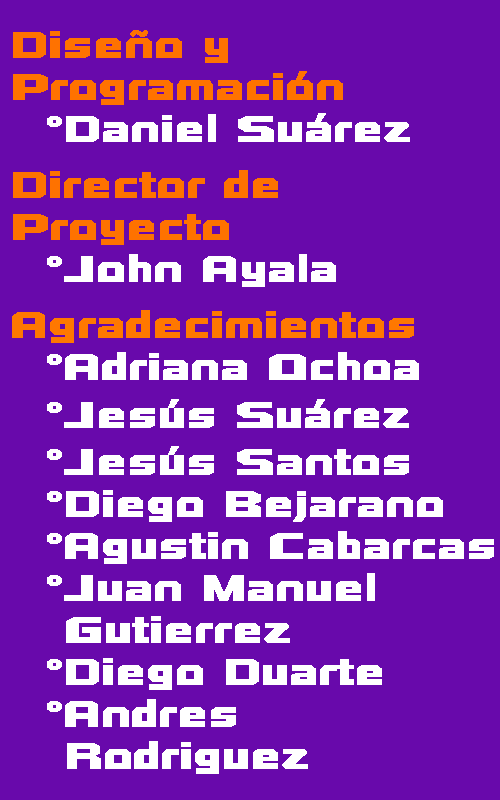 Diseño y
Programación
°Daniel Suárez
Director de
Proyecto
°John Ayala
Agradecimientos
°Adriana Ochoa
°Jesús Suárez
°Jesús Santos
°Diego Bejarano
°Agustin Cabarcas
°Juan Manuel
Gutierrez
°Diego Duarte
°Andres
Rodriguez